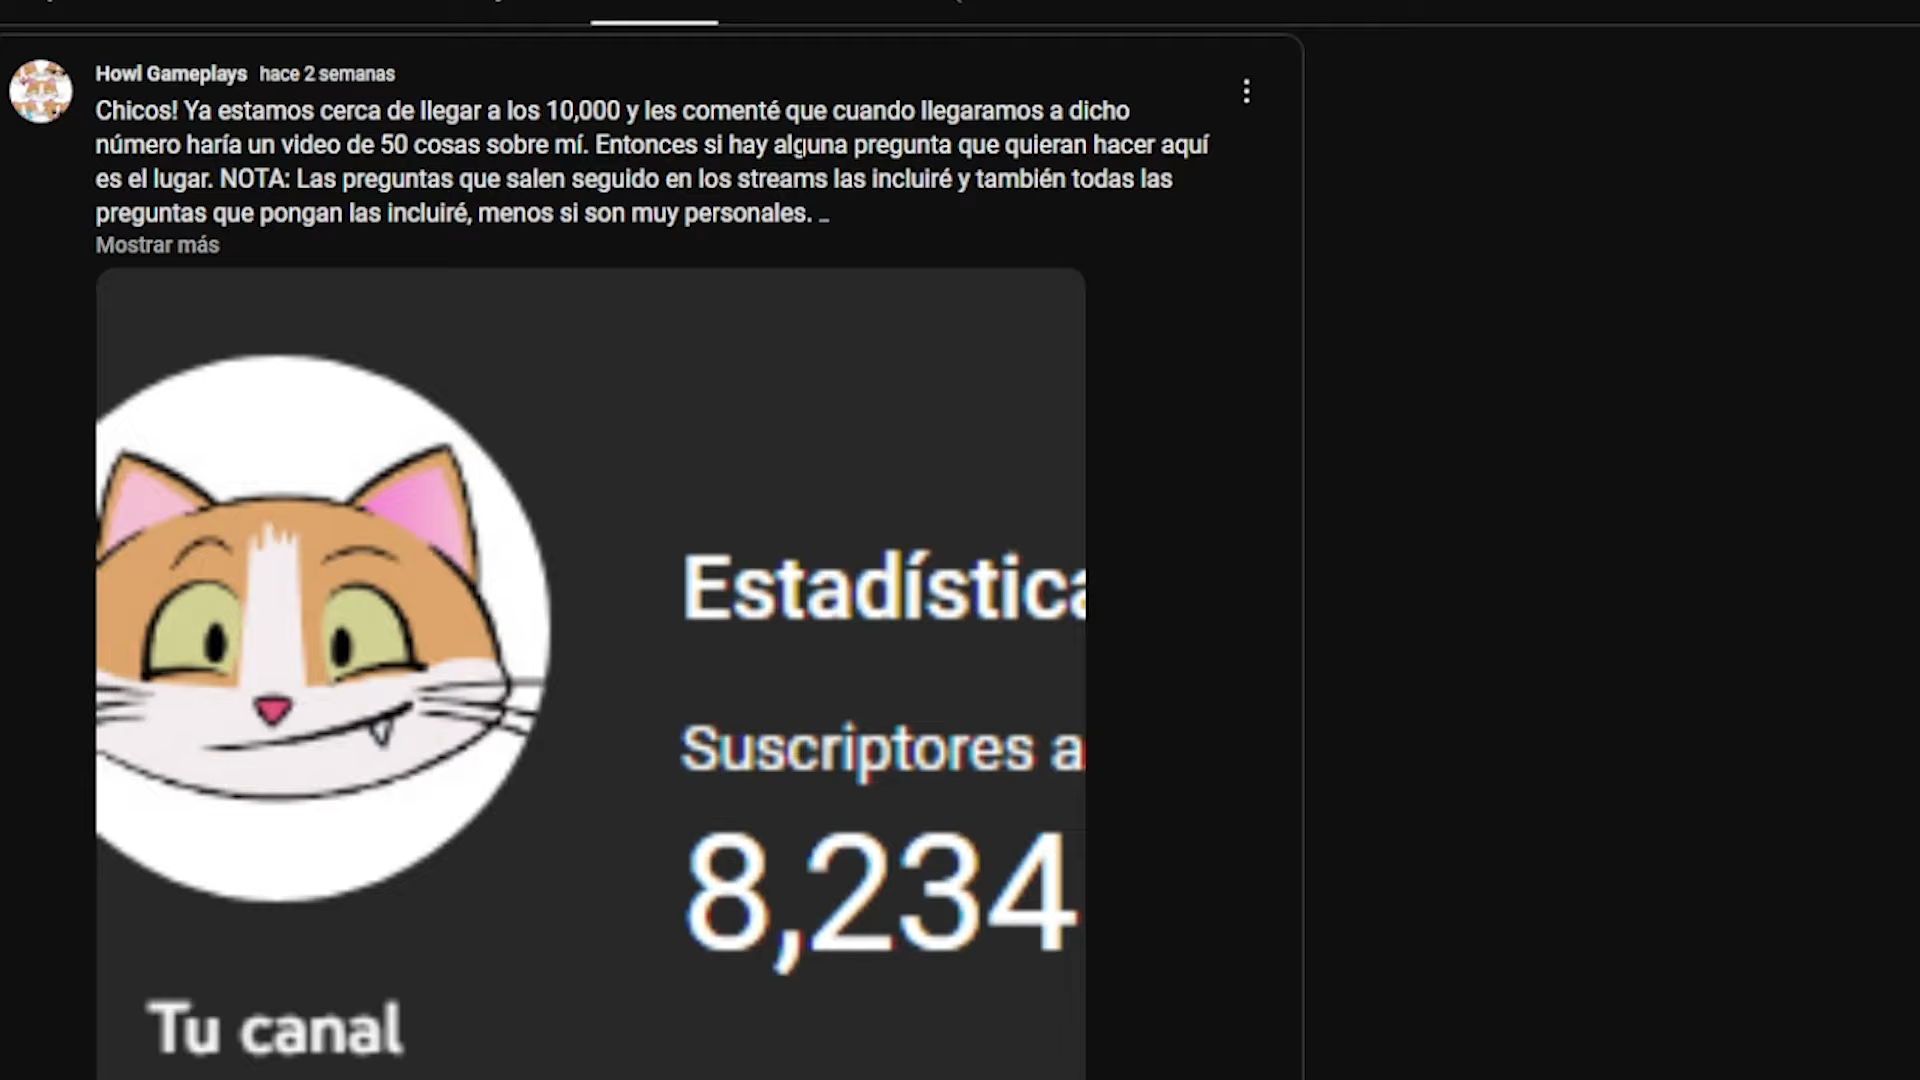 Howl Gameplays hace 2 semanas
Chicos! Ya estamos cerca de llegar a los 10,000 y les comenté que cuando llegaramos a dicho
número haría un video de 50 cosas sobre mí. Entonces si hay alguna pregunta que quieran hacer aquí
es el lugar. NOTA: Las preguntas que salen seguido en los streams las incluiré y también todas las
preguntas que pongan las incluiré, menos si son muy personales. _
Mostrar más
Estadística
Suscriptores a
8,234
Tu canal